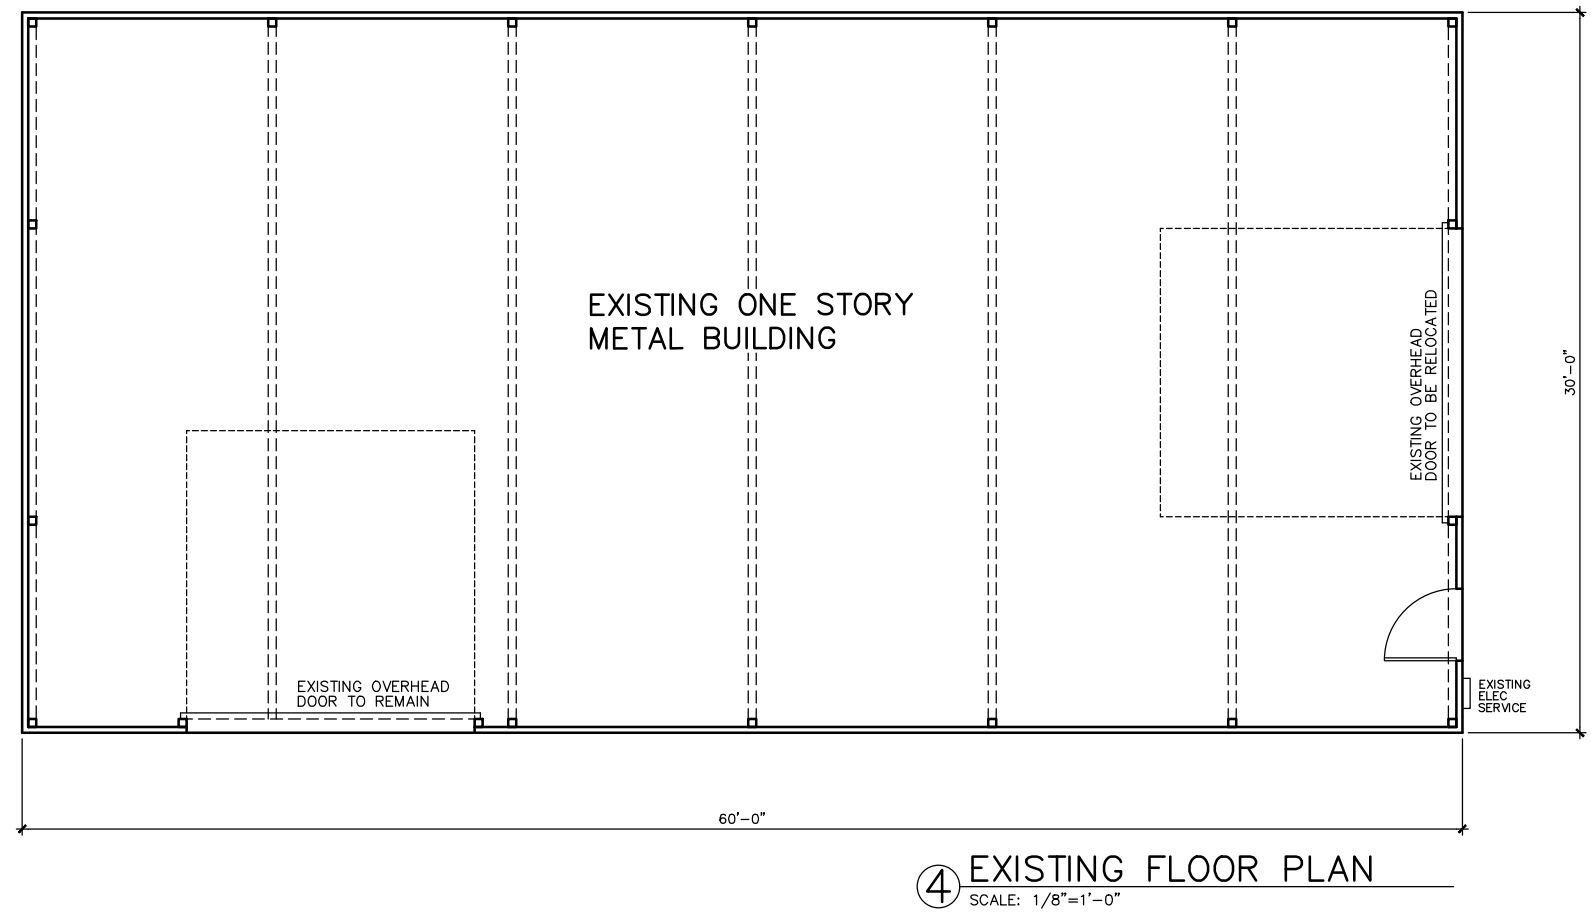 EXISTING ONE STORY
METAL BUILDING
EXISTING OVERHEAD
DOOR TO BE RELOCATED
30'-0"
EXISTING OVERHEAD
DOOR TO REMAIN
EXISTING
ELEC
SERVICE
60'-0"
4 EXISTING FLOOR PLAN
SCALE: 1/8"=1'-0"